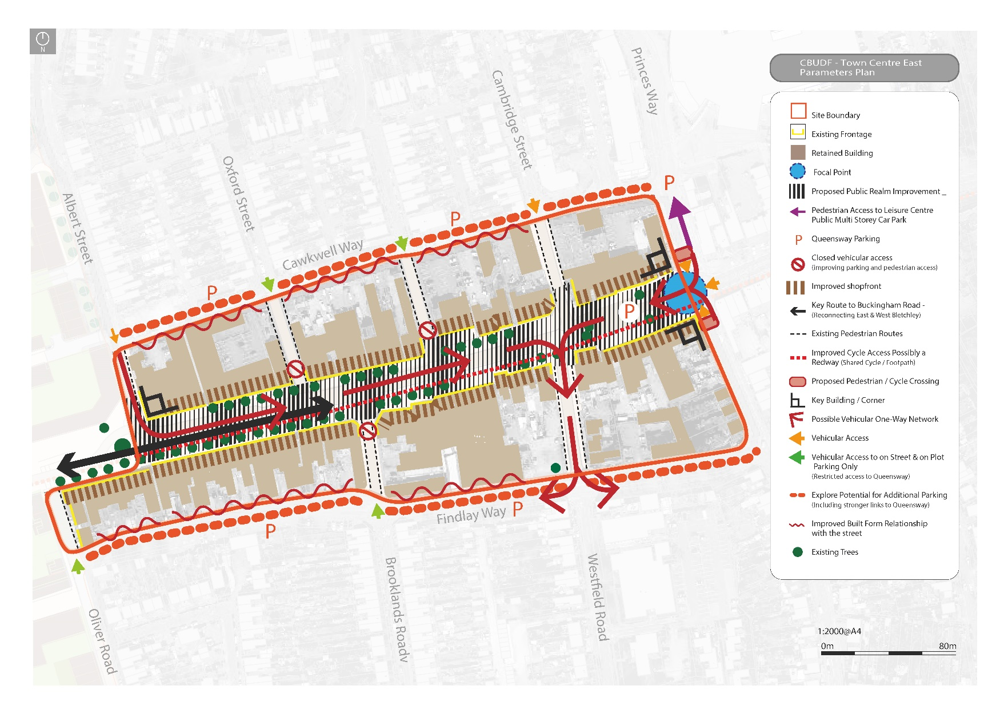 N
CBUDF - Town Centre East
Parameters Plan
Site Boundary
Existing Frontage
Retained Building
Focal Point
Proposed Public Realm Improvement _
Pedestrian Access to Leisure Centre
Public Multi Storey Car Park
P
Queensway Parking
Closed vehicular access
(improving parking and pedestrian access)
Improved shopfront
Key Route to Buckingham Road -
(Reconnecting East & West Bletchley)
Existing Pedestrian Routes
Improved Cycle Access Possibly a
Redway (Shared Cycle / Footpath)
Proposed Pedestrian / Cycle Crossing
Key Building / Corner
Possible Vehicular One-Way Network
Vehicular Access
Vehicular Access to on Street & on Plot
Parking Only
(Restricted access to Queensway)
Explore Potential for Additional Parking
(Including stronger links to Queensway)
Improved Built Form Relationship
with the street
Existing Trees
1:2000@A4
0m 80m
Princes Way
Cambridge Street
Oxford Street
Albert Street
Cawkwell Way
P
P
P
P
P
P
Findlay Way
Brooklands Roadv
Westfield Road
Oliver Road